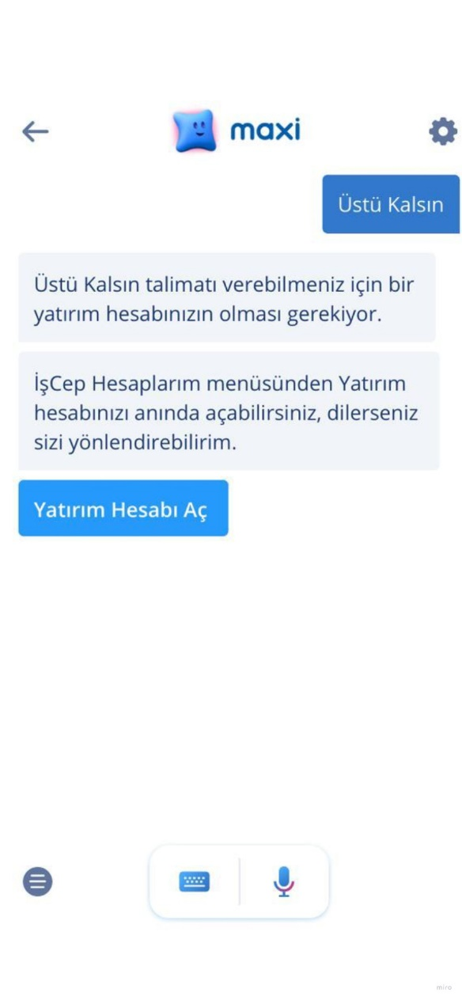 maxi
Üstü Kalsın
Üstü Kalsın talimatı verebilmeniz için bir
yatırım hesabınızın olması gerekiyor.
İşCep Hesaplarım menüsünden Yatırım
hesabınızı anında açabilirsiniz, dilerseniz
sizi yönlendirebilirim.
Yatırım Hesabı Aç
miro